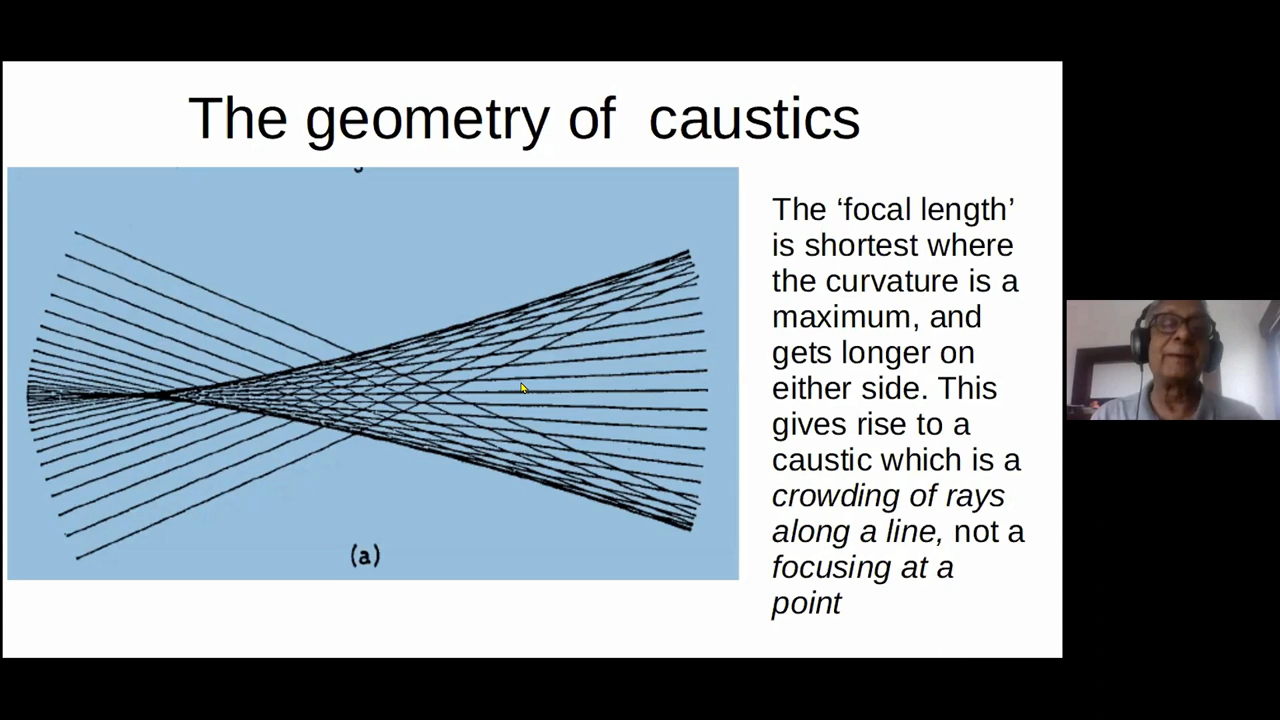 The geometry of caustics
The ‘focal length’
is shortest where
the curvature is a
maximum, and
gets longer on
either side. This
gives rise to a
caustic which is a
crowding of rays
along a line, not a
focusing at a
point
(a)